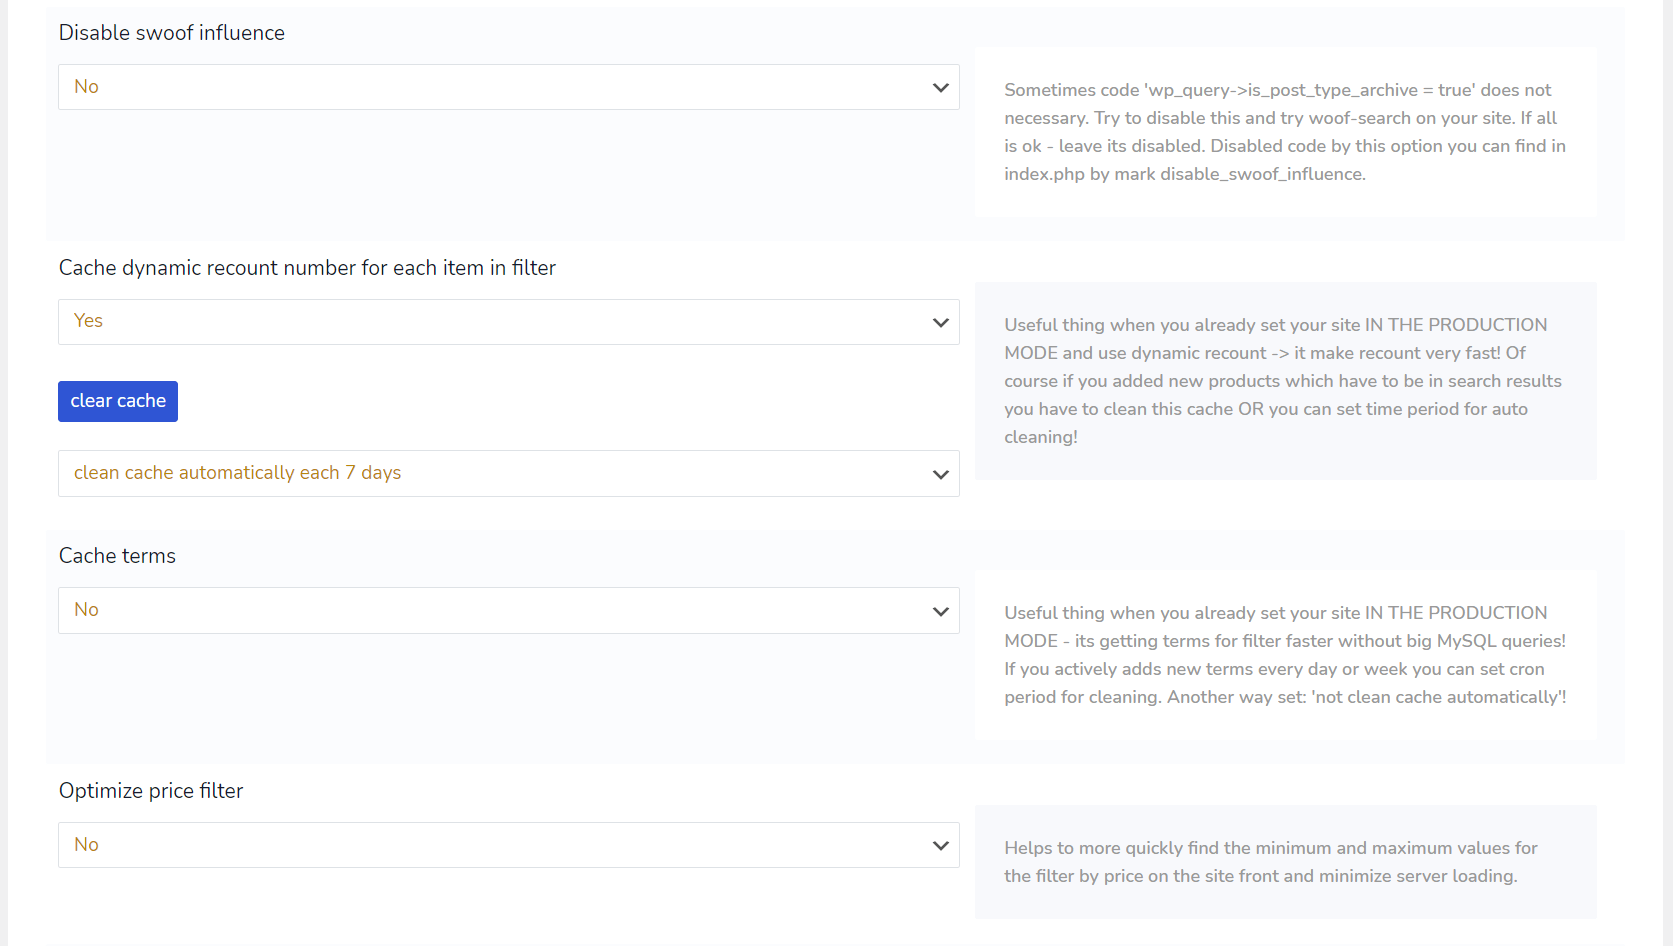 Disable swoof influence
No
Sometimes code 'wp_query->is_post_type_archive = true' does not
necessary. Try to disable this and try woof-search on your site. If all
is ok - leave its disabled. Disabled code by this option you can find in
index.php by mark disable_swoof_influence.
Cache dynamic recount number for each item in filter
Yes
clear cache
clean cache automatically each 7 days
Useful thing when you already set your site IN THE PRODUCTION
MODE and use dynamic recount -> it make recount very fast! Of
course if you added new products which have to be in search results
you have to clean this cache OR you can set time period for auto
cleaning!
Cache terms
No
Useful thing when you already set your site IN THE PRODUCTION
MODE - its getting terms for filter faster without big MySQL queries!
If you actively adds new terms every day or week you can set cron
period for cleaning. Another way set: 'not clean cache automatically'!
Optimize price filter
No
Helps to more quickly find the minimum and maximum values for
the filter by price on the site front and minimize server loading.